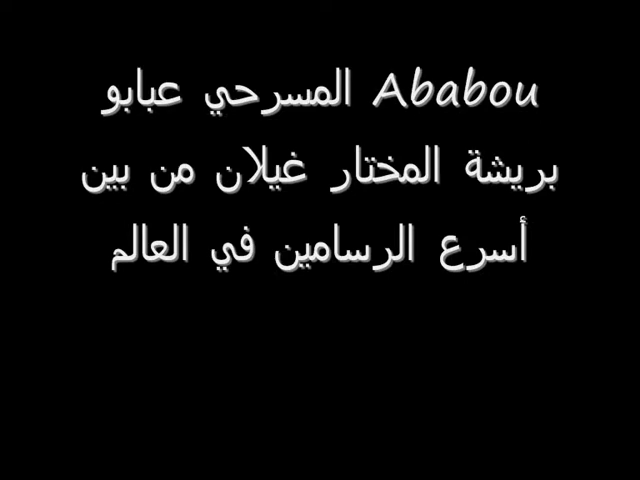 Ababou المسرحي عبابو
بريشة المختار غيلان من بين
أسرع الرسامين في العالم